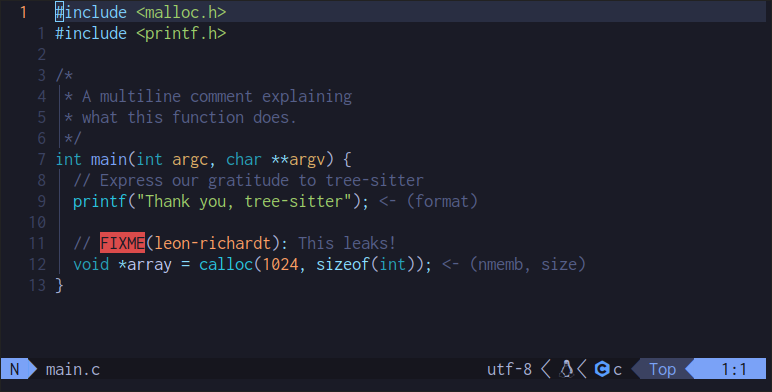 1 #include <malloc.h>
1 #include <printf.h>
2
3 /*
4 * A multiline comment explaining
5 * what this function does.
6 */
7 int main(int argc, char **argv) {
8 // Express our gratitude to tree-sitter
9 printf("Thank you, tree-sitter"); <- (format)
10
11 // FIXME(leon-richardt): This leaks!
12 void *array = calloc(1024, sizeof(int)); <- (nmemb, size)
13 }
N main.c utf-8 c Top 1:1